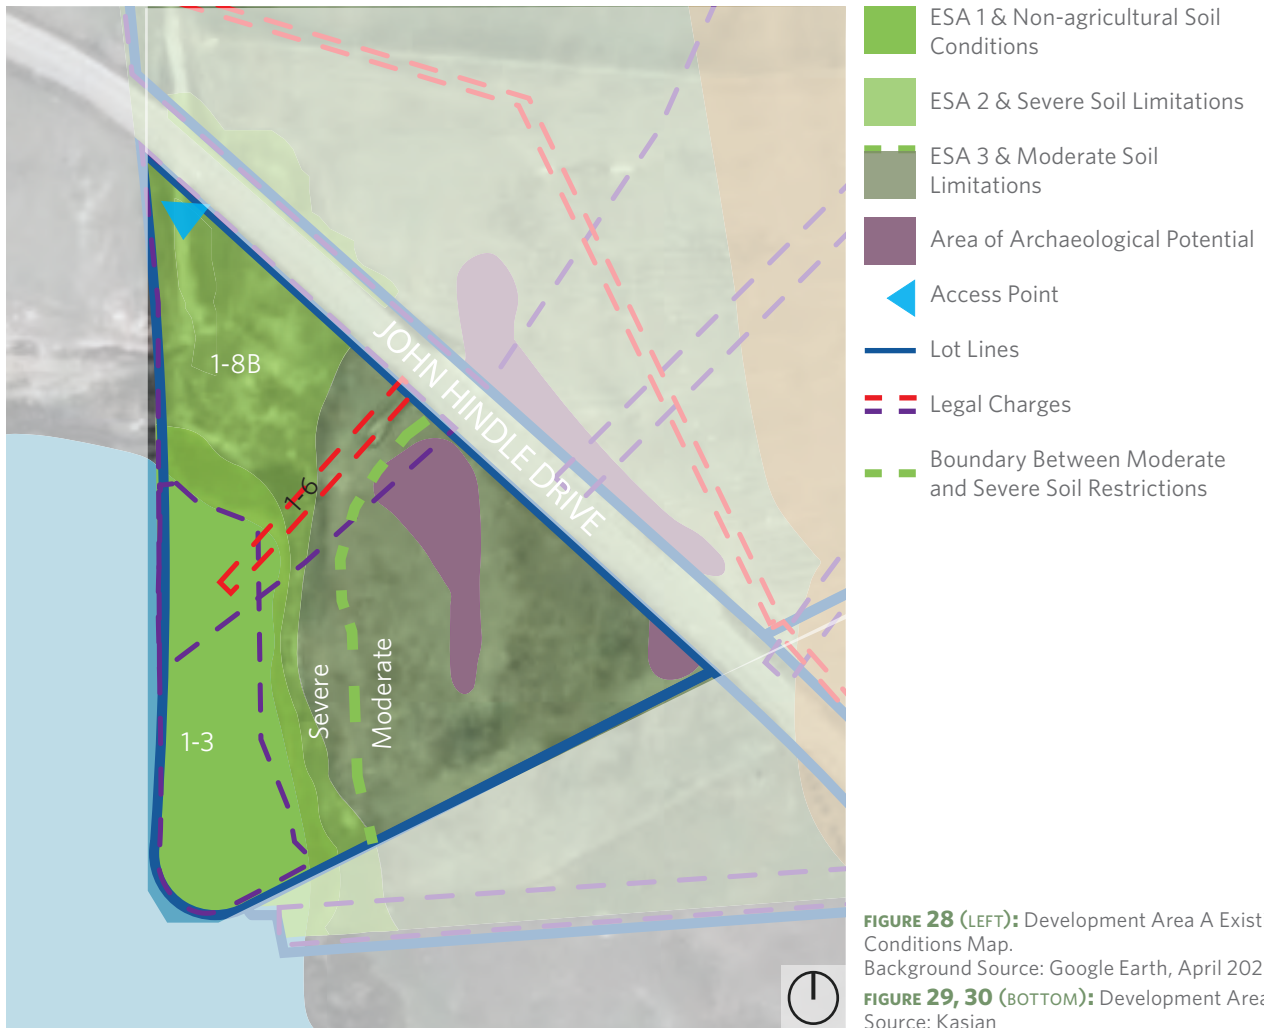 ESA 1 & Non-agricultural Soil
Conditions
ESA 2 & Severe Soil Limitations
ESA 3 & Moderate Soil
Limitations
Area of Archaeological Potential
Access Point
Lot Lines
Legal Charges
Boundary Between Moderate
and Severe Soil Restrictions
1-8B
JOHN HINDLE DRIVE
1-6
Severe
Moderate
1-3
FIGURE 28 (LEFT): Development Area A Exist
Conditions Map.
Background Source: Google Earth, April 202
FIGURE 29, 30 (BOTTOM): Development Area
Source: Kasian